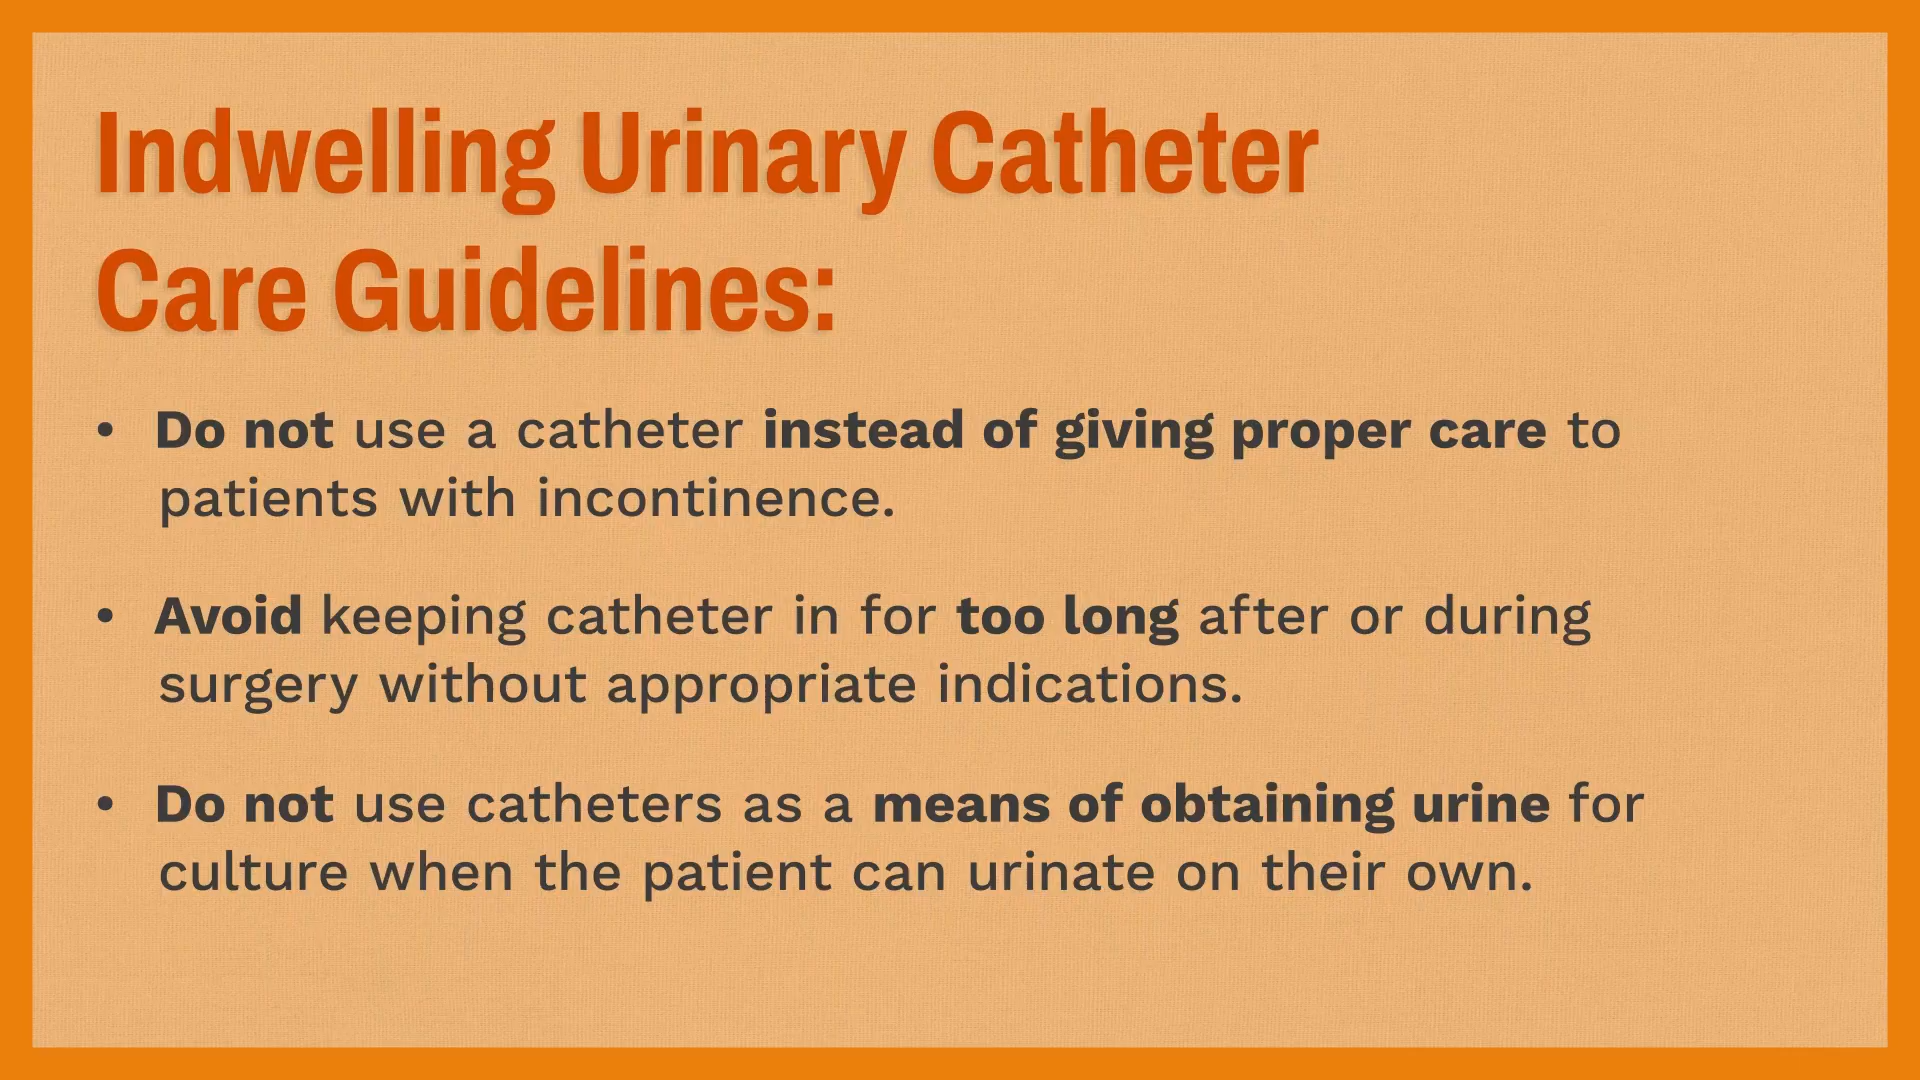 Indwelling Urinary Catheter
Care Guidelines:
• Do not use a catheter instead of giving proper care to
patients with incontinence.
• Avoid keeping catheter in for too long after or during
surgery without appropriate indications.
• Do not use catheters as a means of obtaining urine for
culture when the patient can urinate on their own.